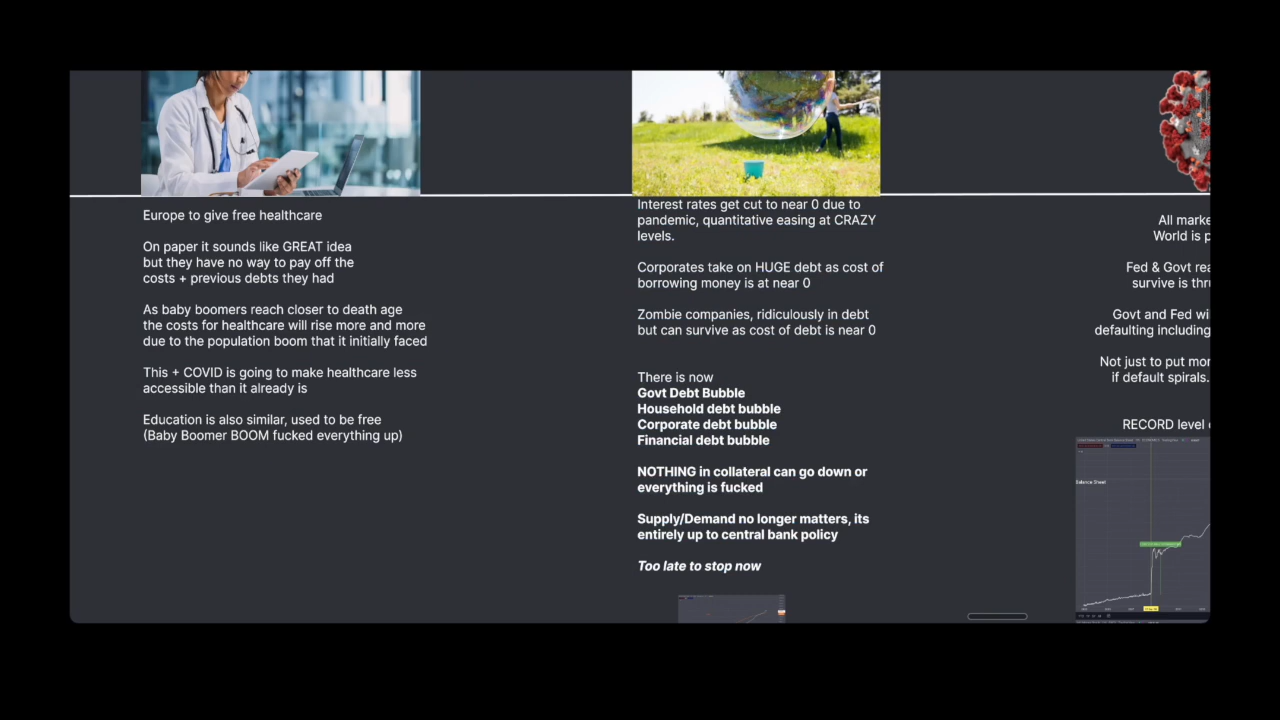 Europe to give free healthcare
On paper it sounds like GREAT idea
but they have no way to pay off the
costs + previous debts they had
As baby boomers reach closer to death age
the costs for healthcare will rise more and more
due to the population boom that it initially faced
This + COVID is going to make healthcare less
accessible than it already is
Education is also similar, used to be free
(Baby Boomer BOOM fucked everything up)
Interest rates get cut to near 0 due to
pandemic, quantitative easing at CRAZY
levels.
Corporates take on HUGE debt as cost of
borrowing money is at near 0
Zombie companies, ridiculously in debt
but can survive as cost of debt is near 0
There is now
Govt Debt Bubble
Household debt bubble
Corporate debt bubble
Financial debt bubble
NOTHING in collateral can go down or
everything is fucked
Supply/Demand no longer matters, its
entirely up to central bank policy
Too late to stop now
All marke
World is p
Fed & Govt rea
survive is thr
Govt and Fed wi
defaulting including
Not just to put mor
if default spirals.
RECORD level
Balance Sheet